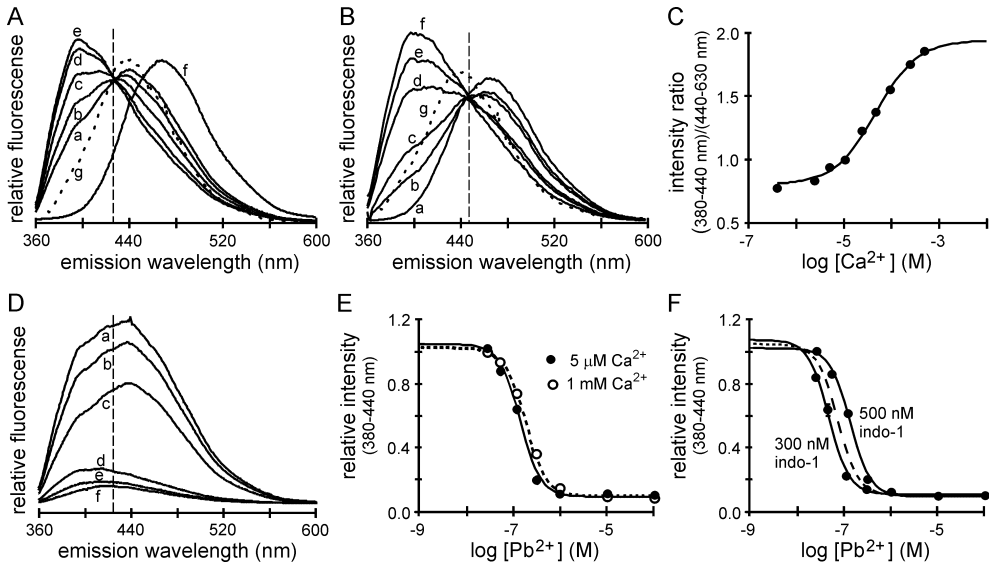 A
relative fluorescense
e
d
c
b
a
g
f
360
440
520
600
emission wavelength (nm)
B
relative fluorescense
f
e
d
g
c
b
a
360
440
520
600
emission wavelength (nm)
C
intensity ratio
(380-440 nm)/(440-630 nm)
2.0
1.5
1.0
0.5
-7
-5
-3
log [Ca2+] (M)
D
relative fluorescense
a
b
c
d
e
f
360
440
520
600
emission wavelength (nm)
E
relative intensity
(380-440 nm)
1.2
0.8
0.4
0.0
5 μM Ca2+
1 mM Ca2+
-9
-7
-5
log [Pb2+] (M)
F
relative intensity
(380-440 nm)
1.2
0.8
0.4
0.0
500 nM
indo-1
300 nM
indo-1
-9
-7
-5
log [Pb2+] (M)